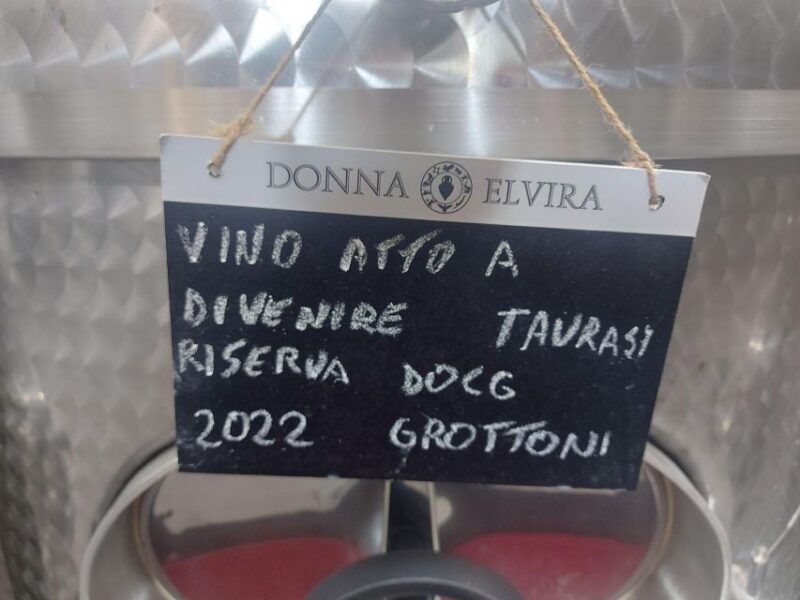 DONNA ELVIRA
VINO ATTO A
DIVENIRE TAURASI
RISERVA DOCG
2022 GROTTONI